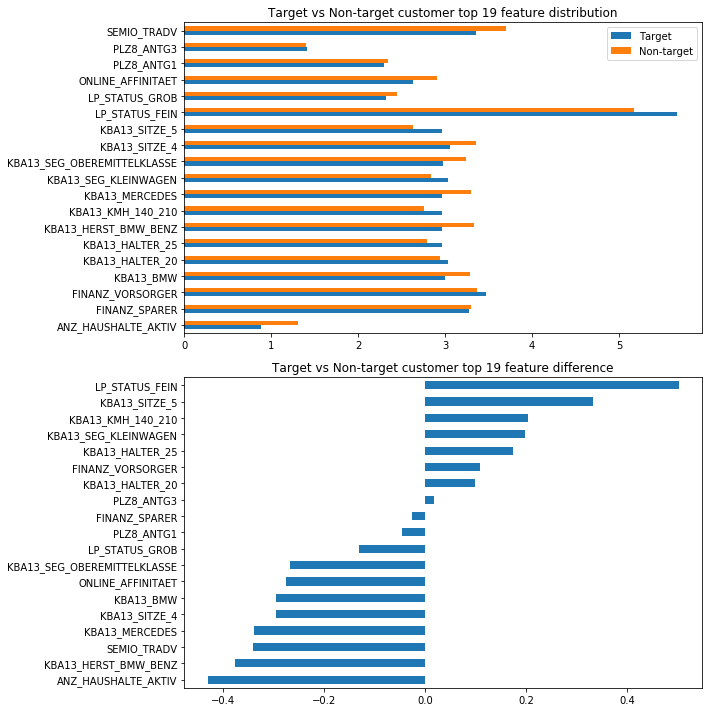 Target vs Non-target customer top 19 feature distribution
SEMIO_TRADV
PLZ8_ANTG3
PLZ8_ANTG1
ONLINE_AFFINITAET
LP_STATUS_GROB
LP_STATUS_FEIN
KBA13_SITZE_5
KBA13_SITZE_4
KBA13_SEG_OBEREMITTELKLASSE
KBA13_SEG_KLEINWAGEN
KBA13_MERCEDES
KBA13_KMH_140_210
KBA13_HERST_BMW_BENZ
KBA13_HALTER_25
KBA13_HALTER_20
KBA13_BMW
FINANZ_VORSORGER
FINANZ_SPARER
ANZ_HAUSHALTE_AKTIV
Target
Non-target
0 1 2 3 4 5
Target vs Non-target customer top 19 feature difference
LP_STATUS_FEIN
KBA13_SITZE_5
KBA13_KMH_140_210
KBA13_SEG_KLEINWAGEN
KBA13_HALTER_25
FINANZ_VORSORGER
KBA13_HALTER_20
PLZ8_ANTG3
FINANZ_SPARER
PLZ8_ANTG1
LP_STATUS_GROB
KBA13_SEG_OBEREMITTELKLASSE
ONLINE_AFFINITAET
KBA13_BMW
KBA13_SITZE_4
KBA13_MERCEDES
SEMIO_TRADV
KBA13_HERST_BMW_BENZ
ANZ_HAUSHALTE_AKTIV
−0.4 −0.2 0.0 0.2 0.4